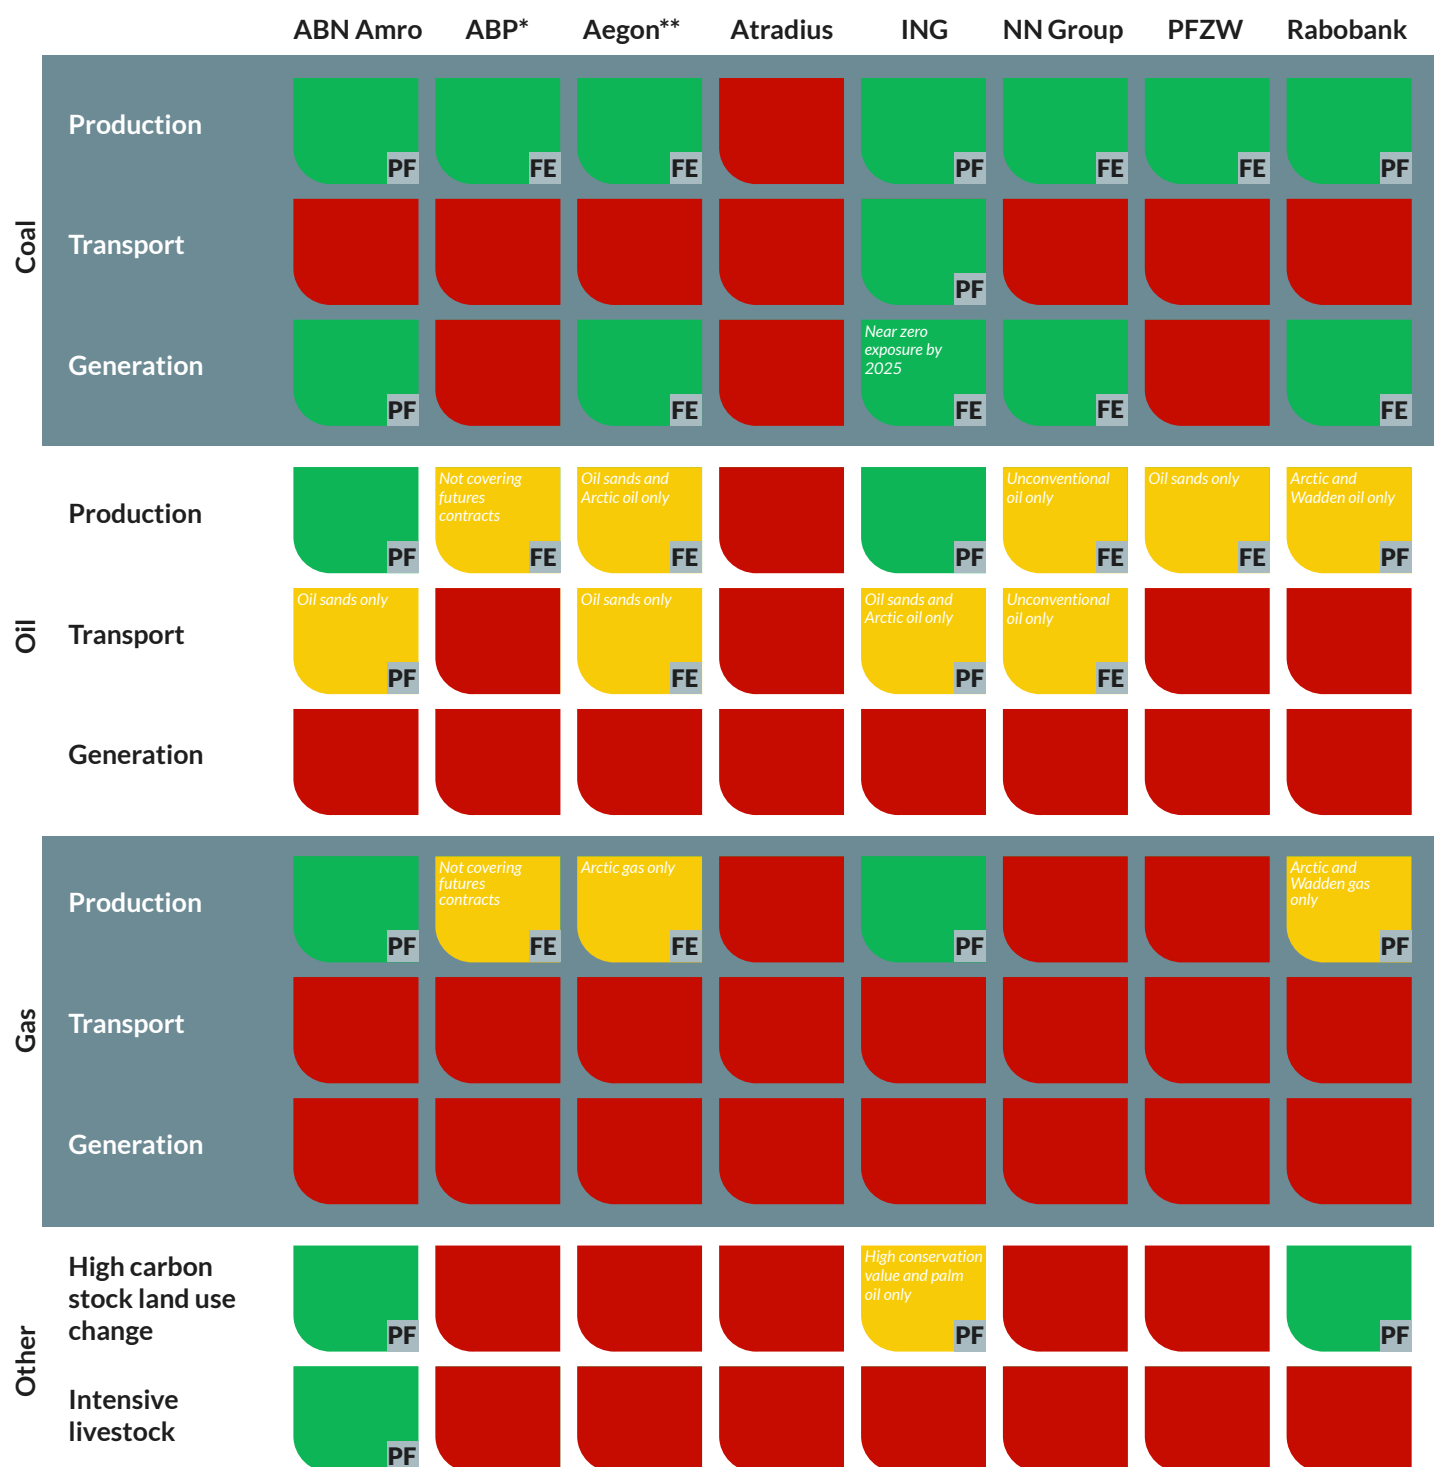 ABN Amro ABP* Aegon** Atradius ING NN Group PFZW Rabobank
Coal
Production
PF FE FE PF FE FE PF
Transport
PF
Generation
Near zero
exposure by
2025
PF FE FE FE FE
Oil
Production
Not covering
futures
contracts
Oil sands and
Arctic oil only
Unconventional
oil only
Oil sands only
Arctic and
Wadden oil only
PF FE FE PF FE FE PF
Transport
Oil sands only
Oil sands only
Oil sands and
Arctic oil only
Unconventional
oil only
PF FE PF FE
Generation
Gas
Production
Not covering
futures
contracts
Arctic gas only
Arctic and
Wadden gas
only
PF FE FE PF PF
Transport
Generation
Other
High carbon
stock land use
change
High conservation
value and palm
oil only
PF PF PF
Intensive
livestock
PF